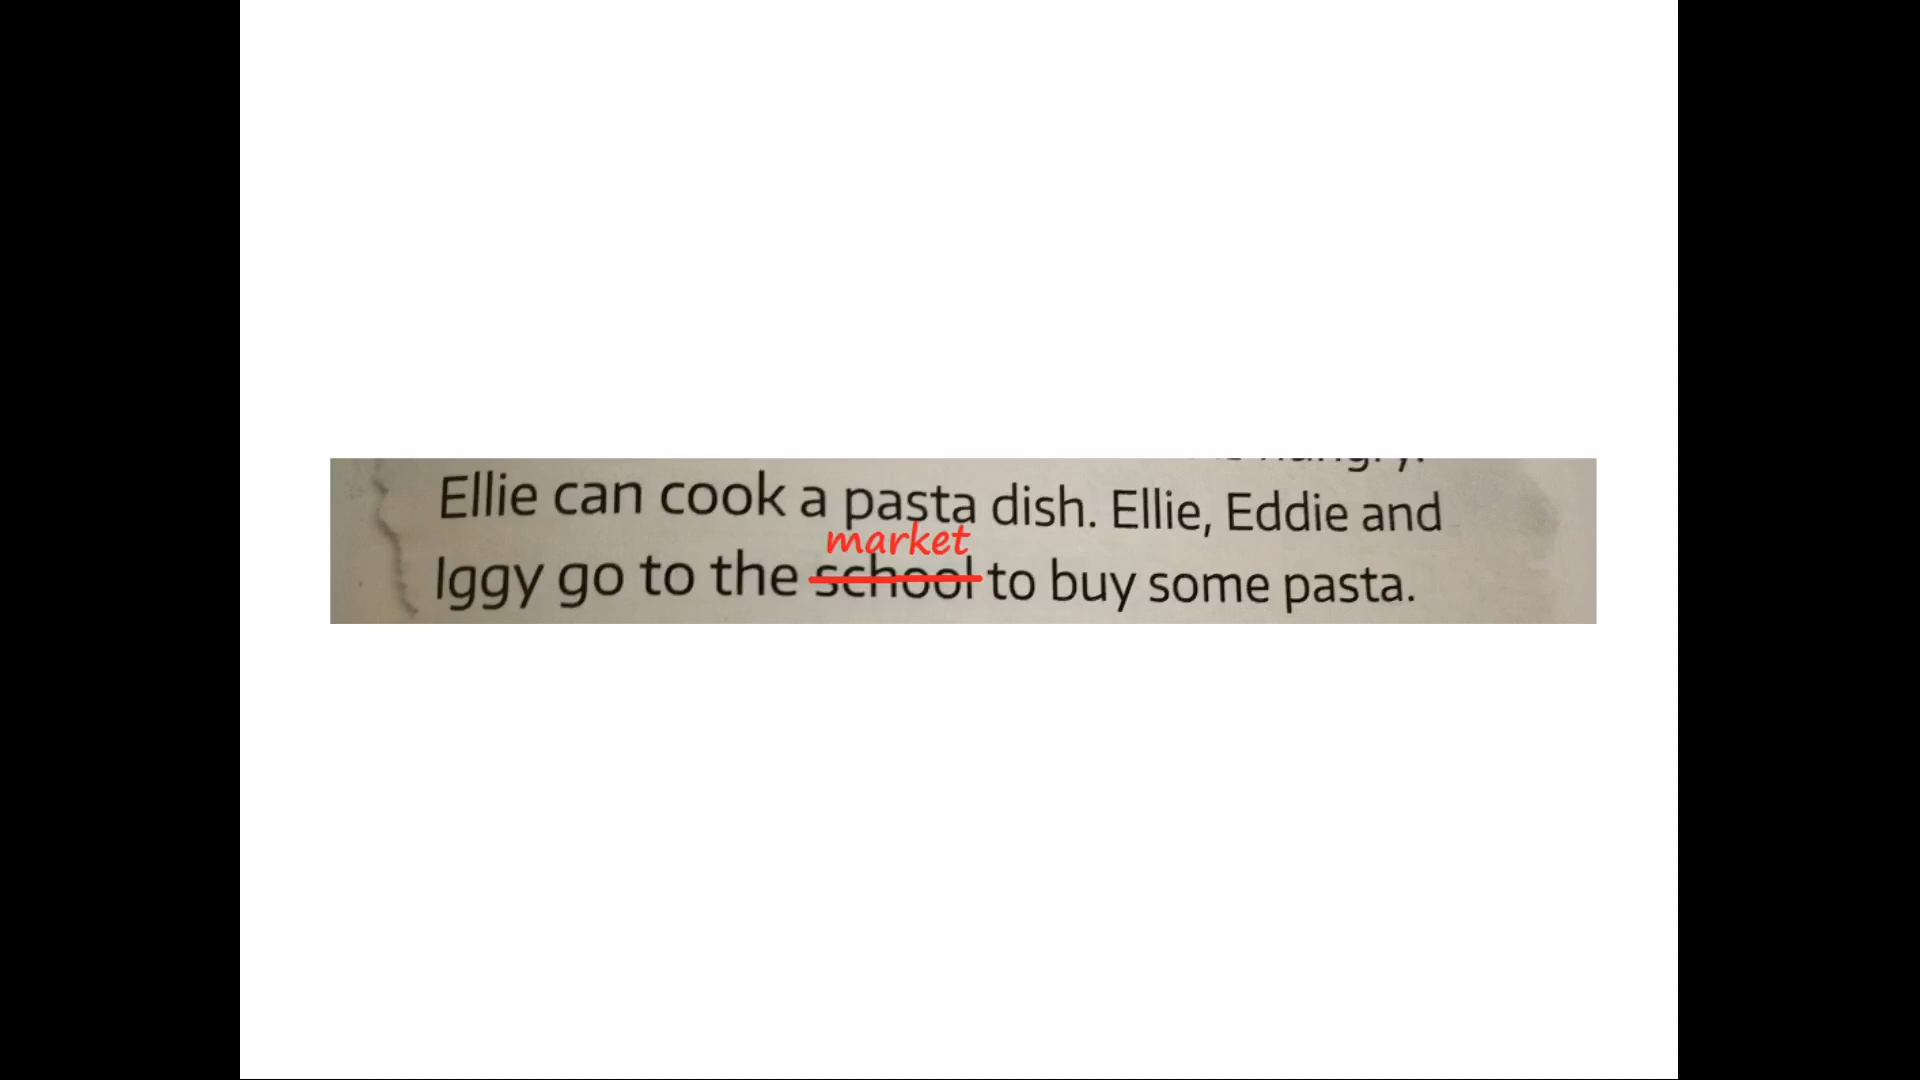 Ellie can cook a pasta dish. Ellie, Eddie and
market
Iggy go to the school to buy some pasta.